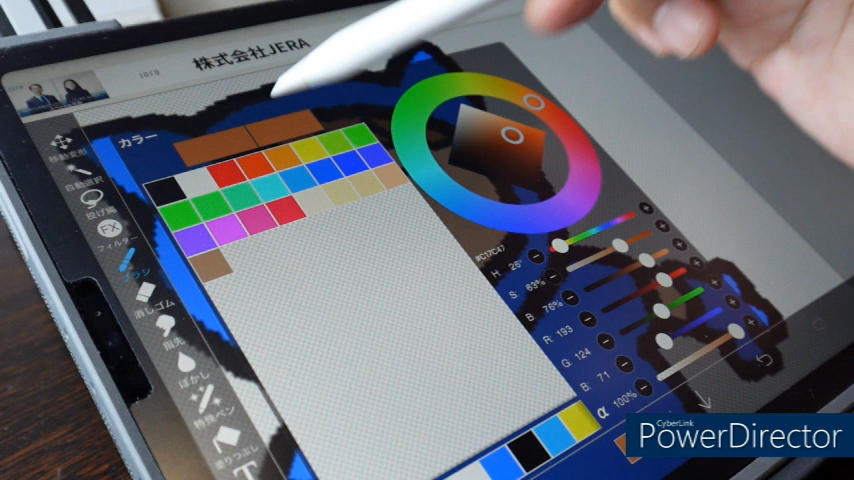 株式会社JERA
jera
カラー
移動変形
自動選択
投げ縄
FX
フィルター
ブラシ
消しゴム
指先
ぼかし
特殊ペン
塗りつぶし
T
#C17C47
H: 25°
S: 63%
B: 76%
R: 193
G: 124
B: 71
α 100%
CyberLink
PowerDirector